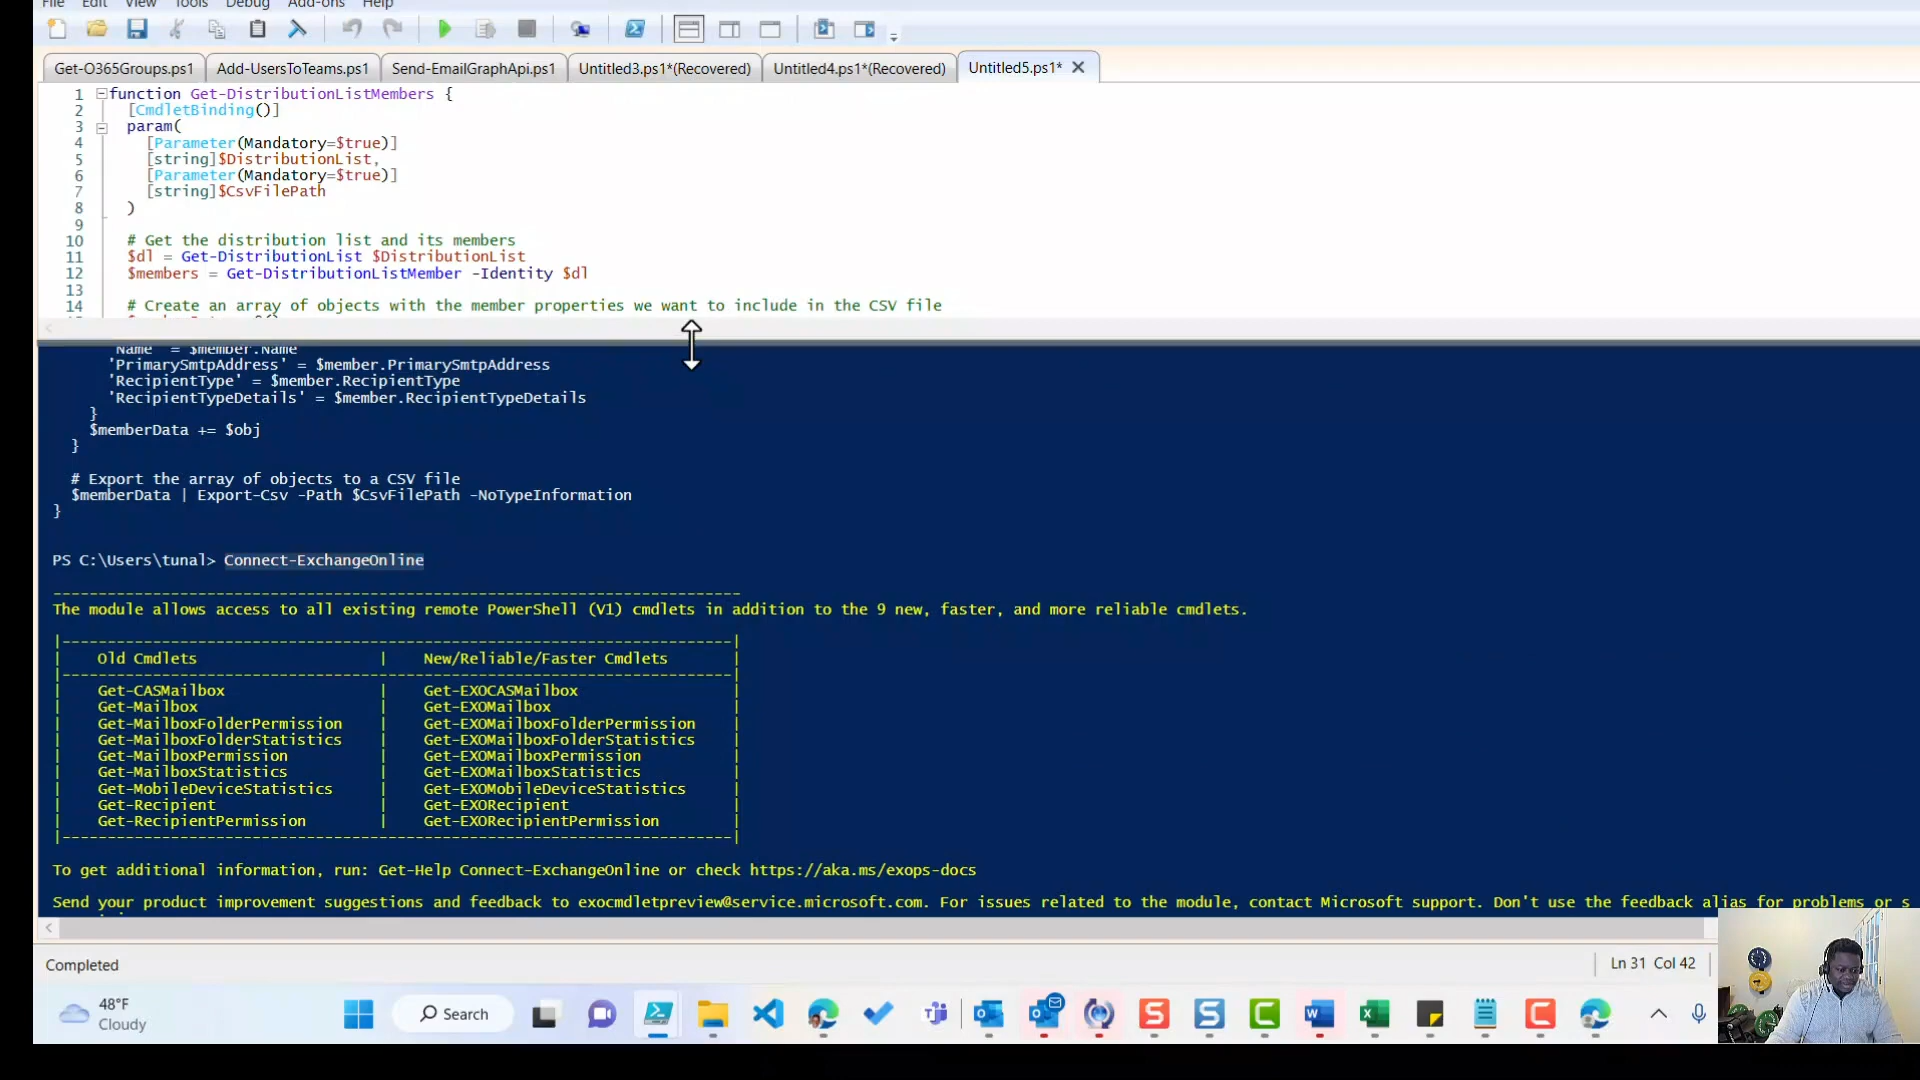 File Edit View Tools Debug Add-ons Help
Get-O365Groups.ps1 Add-UsersToTeams.ps1 Send-EmailGraphApi.ps1 Untitled3.ps1*(Recovered) Untitled4.ps1*(Recovered) Untitled5.ps1* X
1 function Get-DistributionListMembers {
2 [CmdletBinding()]
3 param(
4 [Parameter(Mandatory=$true)]
5 [string]$DistributionList,
6 [Parameter(Mandatory=$true)]
7 [string]$CsvFilePath
8 )
9
10 # Get the distribution list and its members
11 $dl = Get-DistributionList $DistributionList
12 $members = Get-DistributionListMember -Identity $dl
13
14 # Create an array of objects with the member properties we want to include in the CSV file
'Name' = $member.Name
'PrimarySmtpAddress' = $member.PrimarySmtpAddress
'RecipientType' = $member.RecipientType
'RecipientTypeDetails' = $member.RecipientTypeDetails
}
$memberData += $obj
}
# Export the array of objects to a CSV file
$memberData | Export-Csv -Path $CsvFilePath -NoTypeInformation
}
PS C:\Users\tunal> Connect-ExchangeOnline
----------------------------------------------------------------------------
The module allows access to all existing remote PowerShell (V1) cmdlets in addition to the 9 new, faster, and more reliable cmdlets.
|--------------------------------------------------------------------------|
| Old Cmdlets | New/Reliable/Faster Cmdlets |
|--------------------------------------------------------------------------|
| Get-CASMailbox | Get-EXOCASMailbox |
| Get-Mailbox | Get-EXOMailbox |
| Get-MailboxFolderPermission | Get-EXOMailboxFolderPermission |
| Get-MailboxFolderStatistics | Get-EXOMailboxFolderStatistics |
| Get-MailboxPermission | Get-EXOMailboxPermission |
| Get-MailboxStatistics | Get-EXOMailboxStatistics |
| Get-MobileDeviceStatistics | Get-EXOMobileDeviceStatistics |
| Get-Recipient | Get-EXORecipient |
| Get-RecipientPermission | Get-EXORecipientPermission |
|--------------------------------------------------------------------------|
To get additional information, run: Get-Help Connect-ExchangeOnline or check https://aka.ms/exops-docs
Send your product improvement suggestions and feedback to exocmdletpreview@service.microsoft.com. For issues related to the module, contact Microsoft support. Don't use the feedback alias for problems or s
Completed
Ln 31 Col 42
48°F
Cloudy
Search